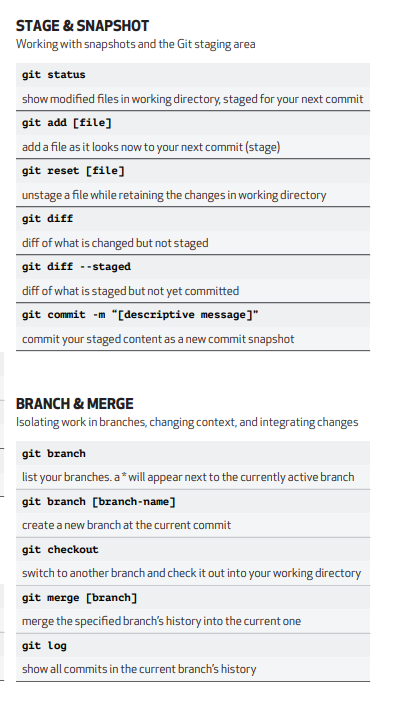 STAGE & SNAPSHOT
Working with snapshots and the Git staging area
git status
show modified files in working directory, staged for your next commit
git add [file]
add a file as it looks now to your next commit (stage)
git reset [file]
unstage a file while retaining the changes in working directory
git diff
diff of what is changed but not staged
git diff --staged
diff of what is staged but not yet committed
git commit -m “[descriptive message]”
commit your staged content as a new commit snapshot
BRANCH & MERGE
Isolating work in branches, changing context, and integrating changes
git branch
list your branches. a * will appear next to the currently active branch
git branch [branch-name]
create a new branch at the current commit
git checkout
switch to another branch and check it out into your working directory
git merge [branch]
merge the specified branch’s history into the current one
git log
show all commits in the current branch’s history